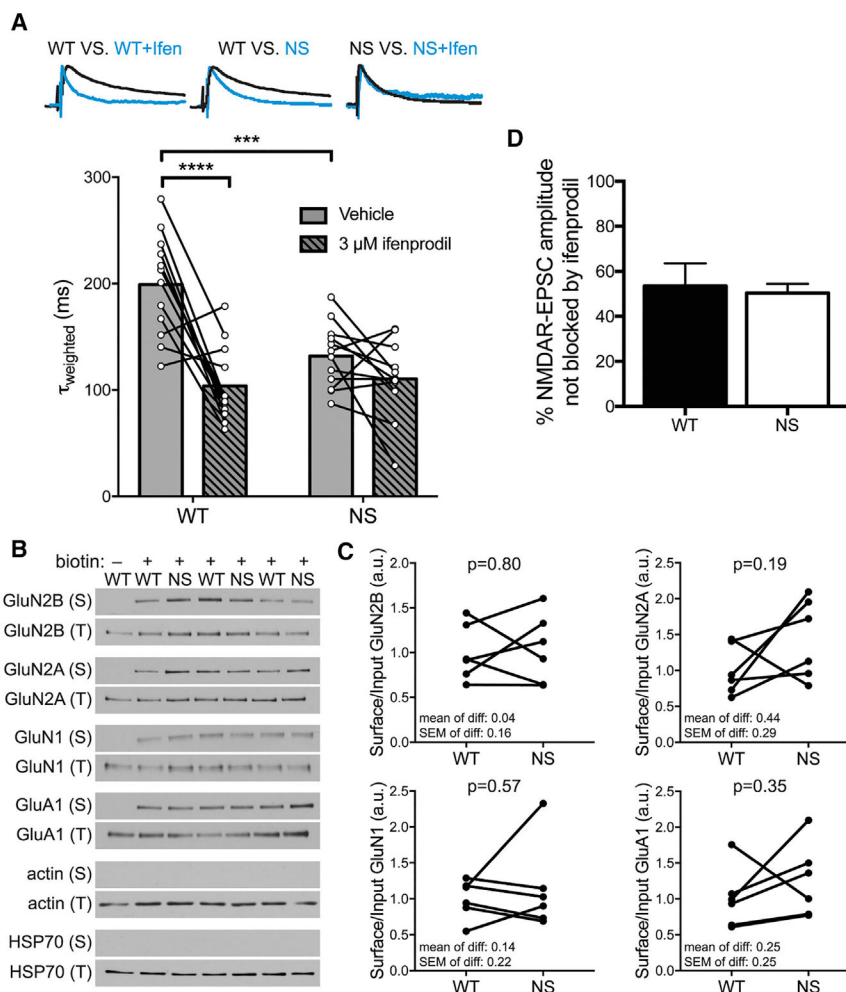 A
WT VS. WT+Ifen
WT VS. NS
NS VS. NS+Ifen
***
****
300
200
100
0
τweighted (ms)
Vehicle
3 µM ifenprodil
WT
NS
D
% NMDAR-EPSC amplitude
not blocked by ifenprodil
100
80
60
40
20
0
WT
NS
B
biotin: – + + + + + +
WT WT NS WT NS WT NS
GluN2B (S)
GluN2B (T)
GluN2A (S)
GluN2A (T)
GluN1 (S)
GluN1 (T)
GluA1 (S)
GluA1 (T)
actin (S)
actin (T)
HSP70 (S)
HSP70 (T)
C
Surface/Input GluN2B (a.u.)
p=0.80
2.0
1.5
1.0
0.5
0.0
mean of diff: 0.04
SEM of diff: 0.16
WT NS
Surface/Input GluN2A (a.u.)
p=0.19
2.5
2.0
1.5
1.0
0.5
0.0
mean of diff: 0.44
SEM of diff: 0.29
WT NS
Surface/Input GluN1 (a.u.)
p=0.57
2.5
2.0
1.5
1.0
0.5
0.0
mean of diff: 0.14
SEM of diff: 0.22
WT NS
Surface/Input GluA1 (a.u.)
p=0.35
2.5
2.0
1.5
1.0
0.5
0.0
mean of diff: 0.25
SEM of diff: 0.25
WT NS